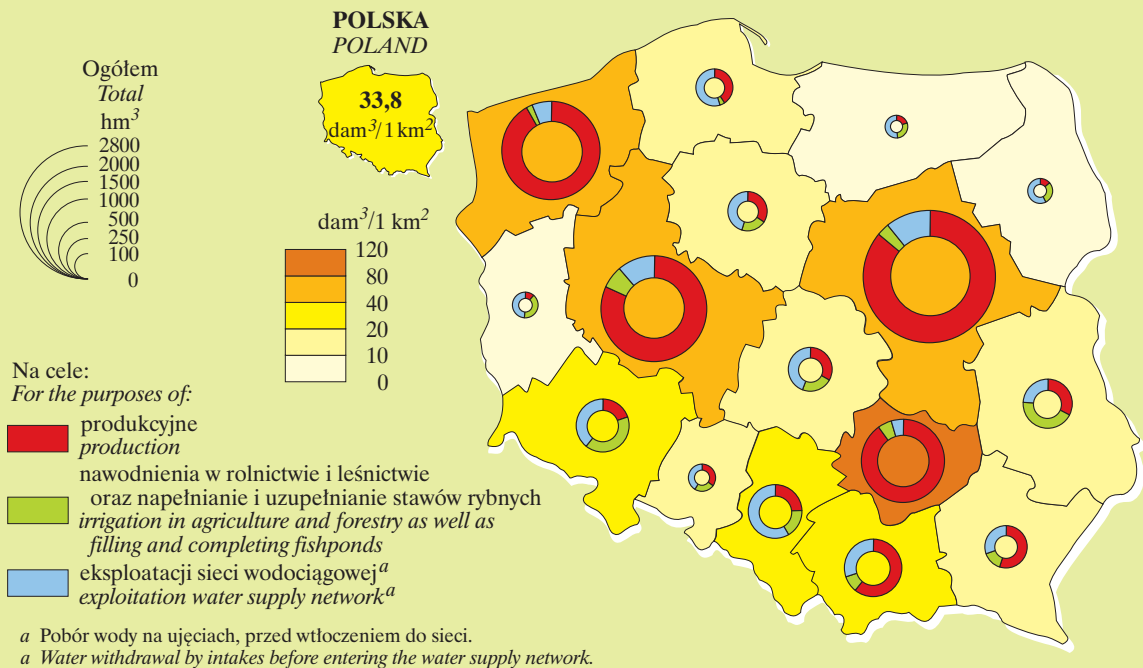 POLSKA
POLAND
33,8
dam³/1 km²
Ogółem
Total
hm³
2800
2000
1500
1000
500
250
100
0
dam³/1 km²
120
80
40
20
10
0
Na cele:
For the purposes of:
produkcyjne
production
nawodnienia w rolnictwie i leśnictwie
oraz napełnianie i uzupełnianie stawów rybnych
irrigation in agriculture and forestry as well as
filling and completing fishponds
eksploatacji sieci wodociągowej a
exploitation water supply network a
a Pobór wody na ujęciach, przed wtłoczeniem do sieci.
a Water withdrawal by intakes before entering the water supply network.